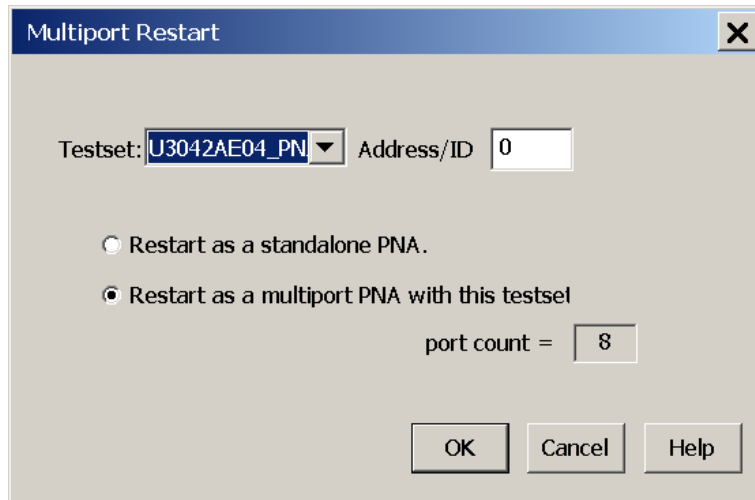 Multiport Restart
Testset: U3042AE04_PN Address/ID 0
Restart as a standalone PNA.
Restart as a multiport PNA with this testset
port count = 8
OK Cancel Help